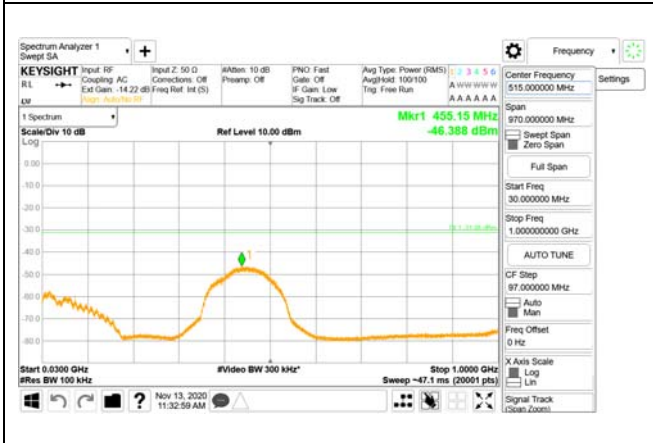 Spectrum Analyzer 1
Swept SA
Frequency
KEYSIGHT
Input: RF
Coupling: AC
Ext Gain: -14.22 dB
Align: Auto/No RF
Input Z: 50 Ω
Corrections: Off
Freq Ref: Int (S)
#Atten: 10 dB
Preamp: Off
PNO: Fast
Gate: Off
IF Gain: Low
Sig Track: Off
Avg Type: Power (RMS)
Avg|Hold: 100/100
Trig: Free Run
1 2 3 4 5 6
A W W W W W
A A A A A A
RL
1 Spectrum
Scale/Div 10 dB
Log
Ref Level 10.00 dBm
Mkr1 455.15 MHz
-46.388 dBm
0.00
-10.0
-20.0
-30.0
-40.0
-50.0
-60.0
-70.0
-80.0
1
Start 0.0300 GHz
#Res BW 100 kHz
#Video BW 300 kHz*
Stop 1.0000 GHz
Sweep ~47.1 ms (20001 pts)
Nov 13, 2020
11:32:59 AM
Center Frequency
515.000000 MHz
Settings
Span
970.000000 MHz
Swept Span
Zero Span
Full Span
Start Freq
30.000000 MHz
Stop Freq
1.000000000 GHz
AUTO TUNE
CF Step
97.000000 MHz
Auto
Man
Freq Offset
0 Hz
X Axis Scale
Log
Lin
Signal Track
(Span Zoom)